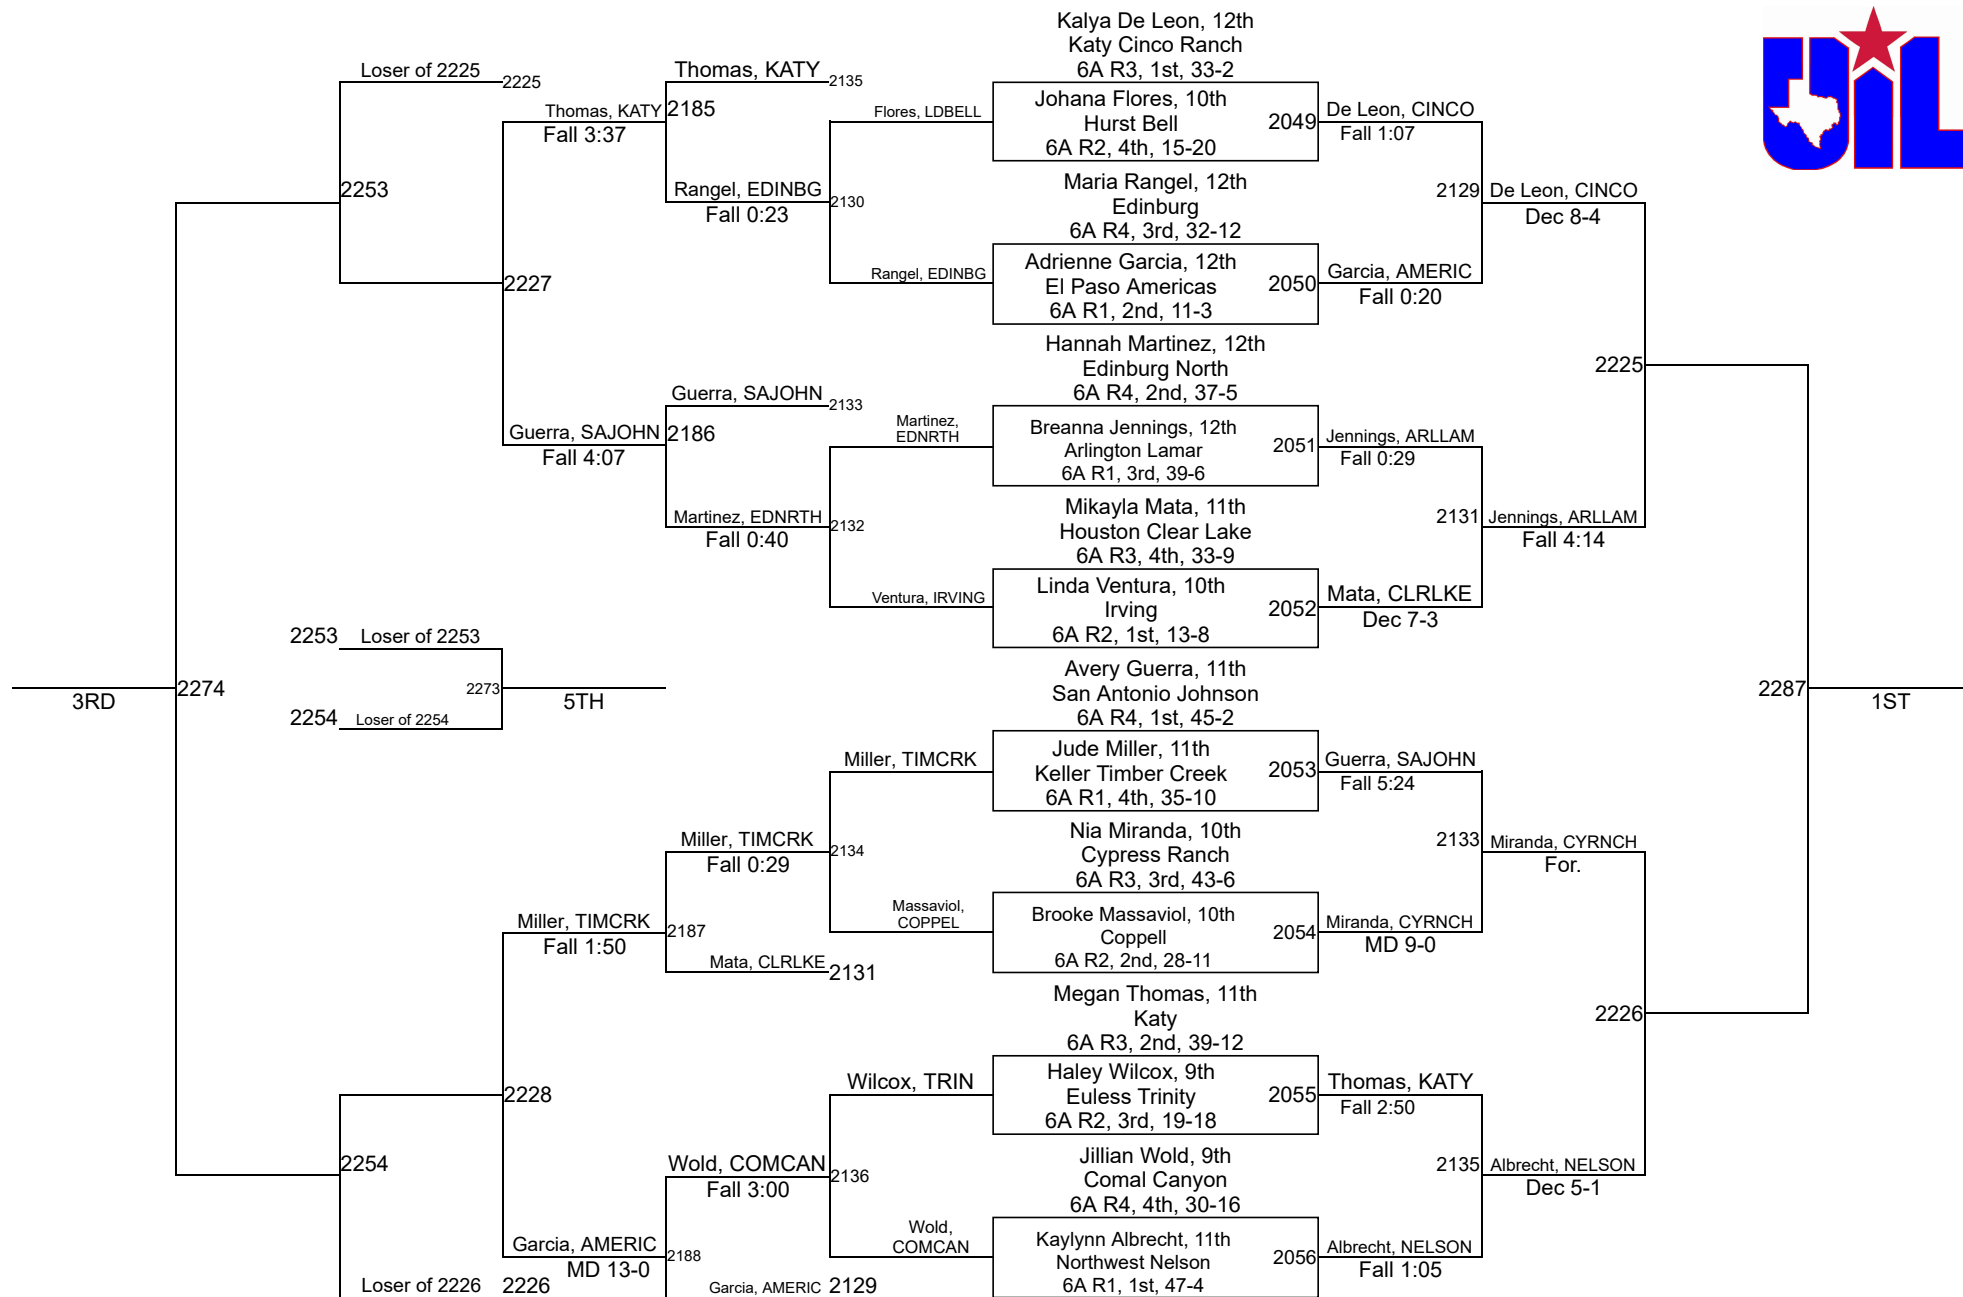 Kalya De Leon, 12th
Katy Cinco Ranch
6A R3, 1st, 33-2
UIL
Loser of 2225 2225
Thomas, KATY 2135
Thomas, KATY 2185
Fall 3:37
Flores, LDBELL
Johana Flores, 10th
Hurst Bell
6A R2, 4th, 15-20
2049
De Leon, CINCO
Fall 1:07
2253
Rangel, EDINBG 2130
Fall 0:23
Maria Rangel, 12th
Edinburg
6A R4, 3rd, 32-12
2129
De Leon, CINCO
Dec 8-4
2227
Rangel, EDINBG
Adrienne Garcia, 12th
El Paso Americas
6A R1, 2nd, 11-3
2050
Garcia, AMERIC
Fall 0:20
Hannah Martinez, 12th
Edinburg North
6A R4, 2nd, 37-5
2225
Guerra, SAJOHN 2133
Guerra, SAJOHN 2186
Fall 4:07
Martinez,
EDNRTH
Breanna Jennings, 12th
Arlington Lamar
6A R1, 3rd, 39-6
2051
Jennings, ARLLAM
Fall 0:29
Martinez, EDNRTH 2132
Fall 0:40
Mikayla Mata, 11th
Houston Clear Lake
6A R3, 4th, 33-9
2131
Jennings, ARLLAM
Fall 4:14
Ventura, IRVING
Linda Ventura, 10th
Irving
6A R2, 1st, 13-8
2052
Mata, CLRLKE
Dec 7-3
2253 Loser of 2253
3RD
2274
2273
5TH
2254 Loser of 2254
Avery Guerra, 11th
San Antonio Johnson
6A R4, 1st, 45-2
2287
1ST
Miller, TIMCRK
Jude Miller, 11th
Keller Timber Creek
6A R1, 4th, 35-10
2053
Guerra, SAJOHN
Fall 5:24
Miller, TIMCRK 2134
Fall 0:29
Nia Miranda, 10th
Cypress Ranch
6A R3, 3rd, 43-6
2133
Miranda, CYRNCH
For.
Miller, TIMCRK 2187
Fall 1:50
Massaviol,
COPPEL
Brooke Massaviol, 10th
Coppell
6A R2, 2nd, 28-11
2054
Miranda, CYRNCH
MD 9-0
Mata, CLRLKE 2131
Megan Thomas, 11th
Katy
6A R3, 2nd, 39-12
2226
2228
Wilcox, TRIN
Haley Wilcox, 9th
Euless Trinity
6A R2, 3rd, 19-18
2055
Thomas, KATY
Fall 2:50
2254
Wold, COMCAN 2136
Fall 3:00
Jillian Wold, 9th
Comal Canyon
6A R4, 4th, 30-16
2135
Albrecht, NELSON
Dec 5-1
Garcia, AMERIC 2188
MD 13-0
Wold,
COMCAN
Kaylynn Albrecht, 11th
Northwest Nelson
6A R1, 1st, 47-4
2056
Albrecht, NELSON
Fall 1:05
Loser of 2226 2226
Garcia, AMERIC 2129